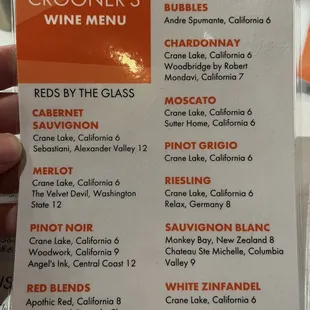 CROONER'S
WINE MENU
REDS BY THE GLASS
CABERNET
SAUVIGNON
Crane Lake, California 6
Sebastiani, Alexander Valley 12
MERLOT
Crane Lake, California 6
The Velvet Devil, Washington
State 12
PINOT NOIR
Crane Lake, California 6
Woodwork, California 9
Angel's Ink, Central Coast 12
RED BLENDS
Apothic Red, California 8
BUBBLES
Andre Spumante, California 6
CHARDONNAY
Crane Lake, California 6
Woodbridge by Robert
Mondavi, California 7
MOSCATO
Crane Lake, California 6
Sutter Home, California 6
PINOT GRIGIO
Crane Lake, California 6
RIESLING
Crane Lake, California 6
Relax, Germany 8
SAUVIGNON BLANC
Monkey Bay, New Zealand 8
Chateau Ste Michelle, Columbia
Valley 9
WHITE ZINFANDEL
Crane Lake, California 6